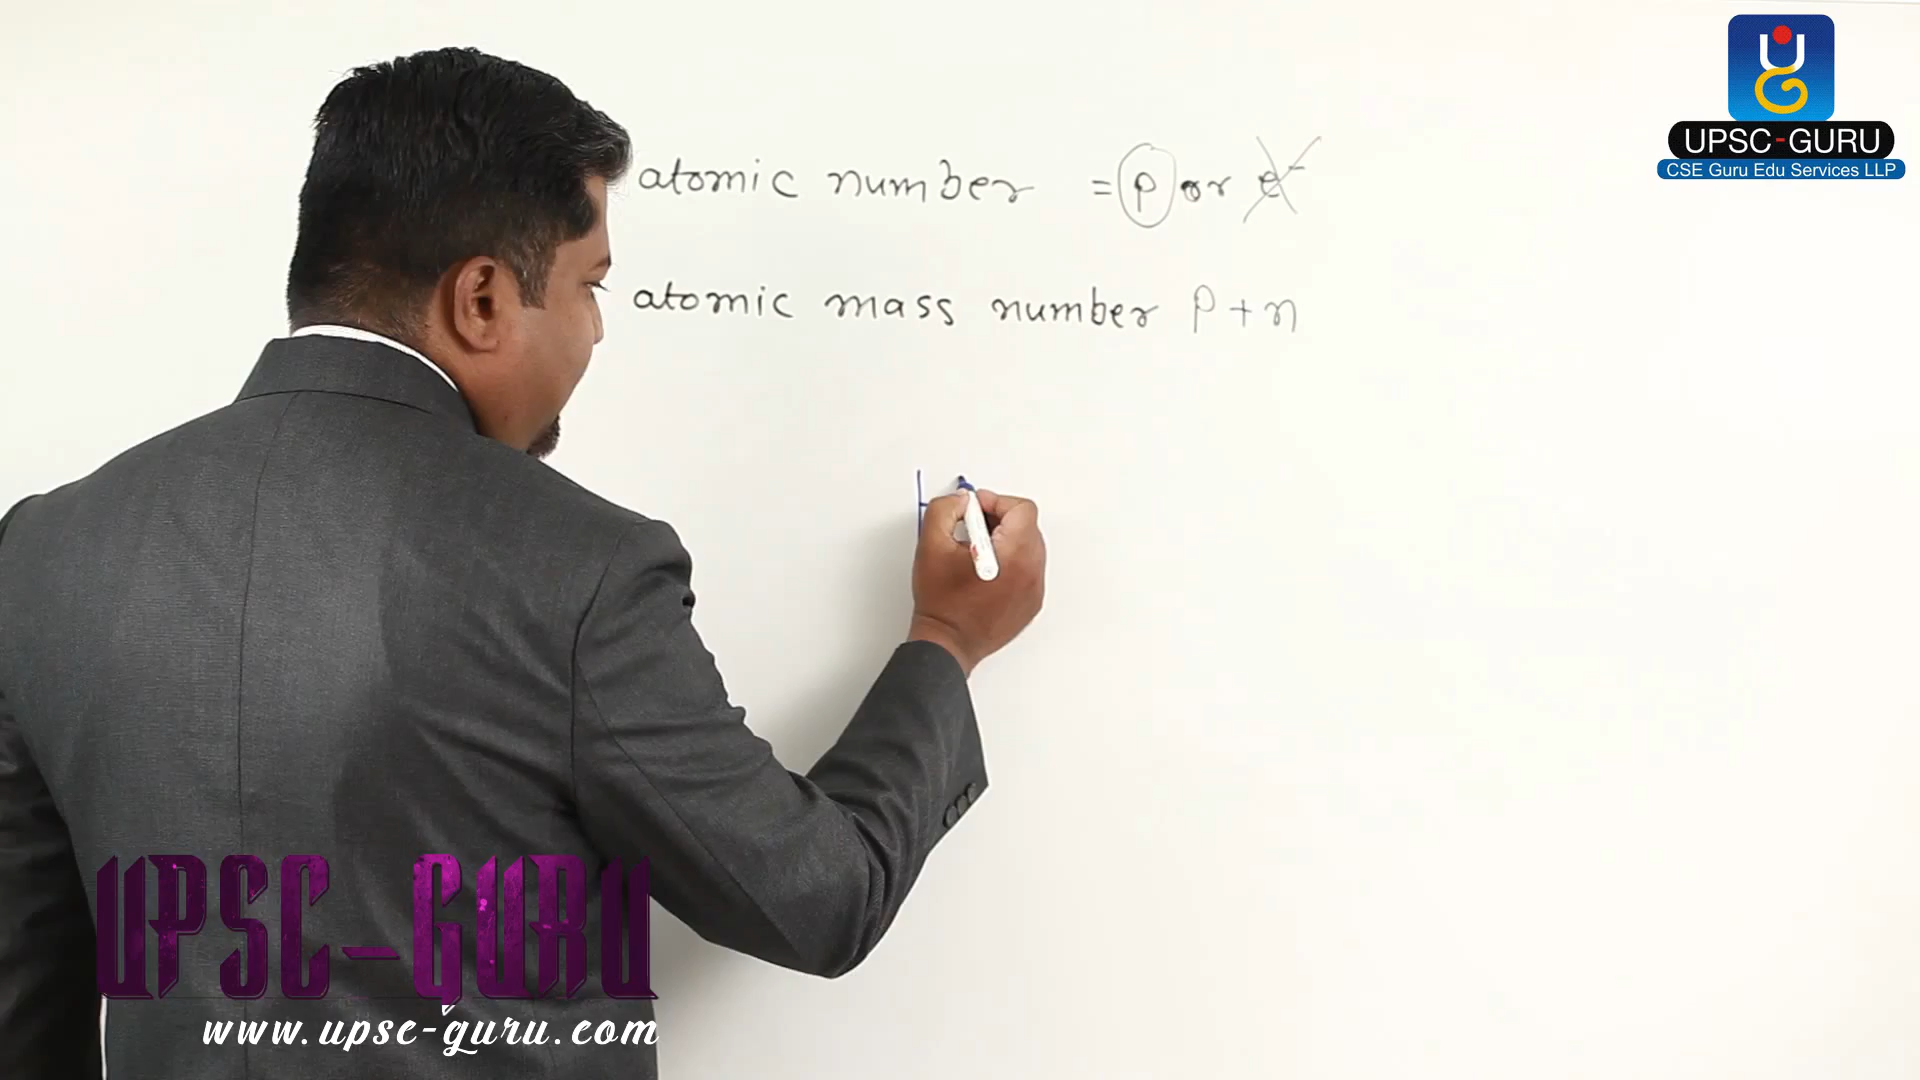 UG
UPSC-GURU
CSE Guru Edu Services LLP
atomic number = p or e-
atomic mass number p+n
UPSC-GURU
www.upsc-guru.com